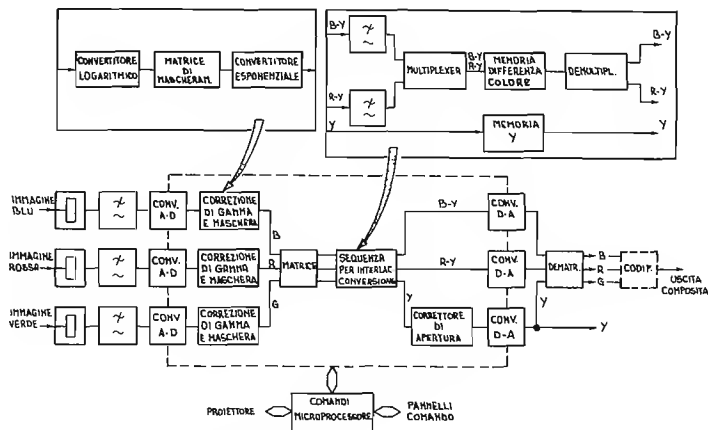 CONVERTITORE
LOGARITHICO
MATRICE
DI
MASCHERAM.
CONVERTITORE
ESPONENZIALE
B-Y
R-Y
Y
MULTIPLEXER
B-Y
R-Y
MEMORIA
DIFFERENZA
COLORE
DEMULTIPL.
B-Y
R-Y
MEMORIA
Y
Y
IMMAGINE
BLU
CONV.
A-D
CORREZIONE
DI GAMMA
E MASCHERA
B
B-Y
CONV.
D-A
IMMAGINE
ROSSA
CONV.
A-D
CORREZIONE
DI GAMMA
E MASCHERA
R
MATRICE
SEQUENZA
PER INTERLAC
CONVERSIONE
R-Y
CONV.
D-A
DEMATR.
B
R
G
CODIF.
USCITA
COMPOSITA
IMMAGINE
VERDE
CONV
A-D
CORREZIONE
DI GAMMA
E MASCHERA
G
Y
CORRETTORE
DI
APERTURA
CONV.
D-A
Y
Y
PROIETTORE
COMANDI
MICROPROCESSORE
PANNELLI
COMANDO